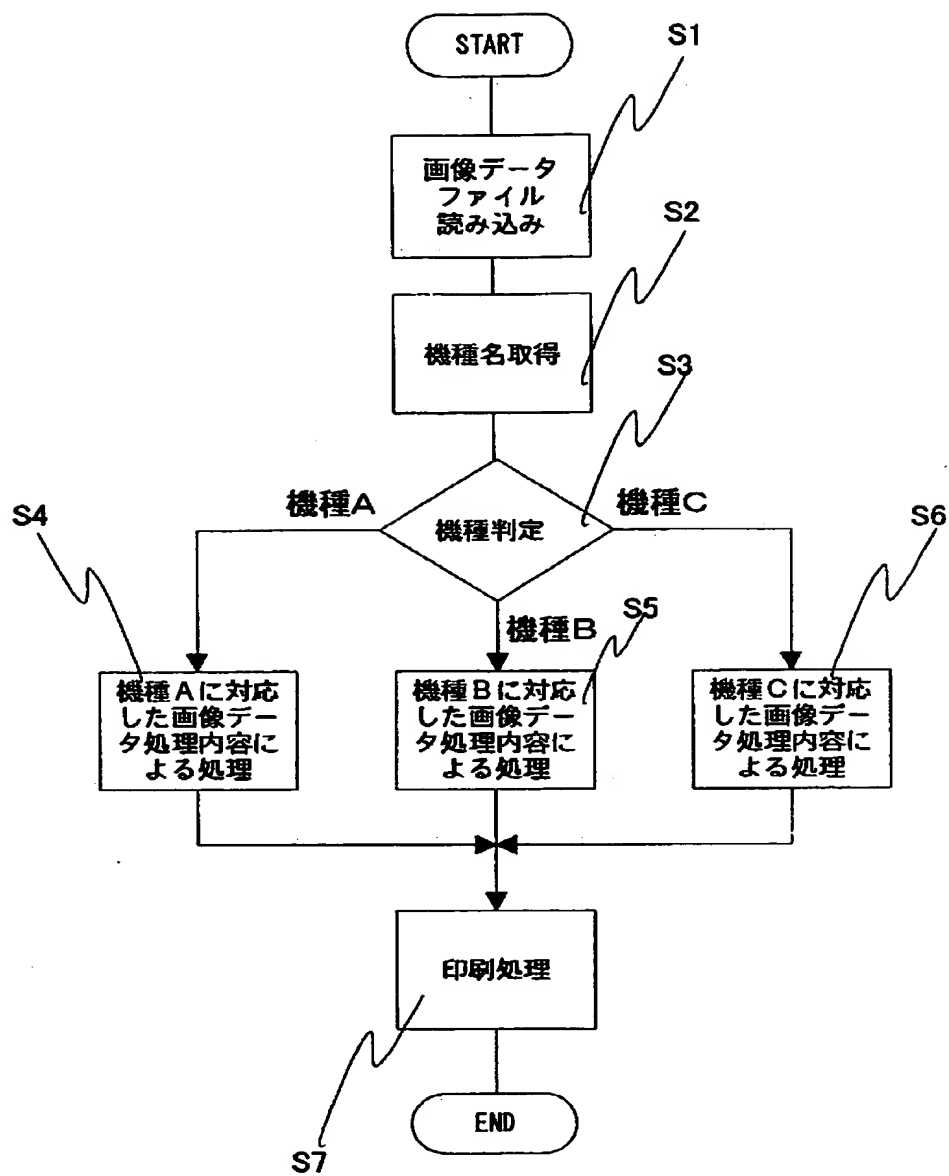 START
S1
画像データ
ファイル
読み込み
S2
機種名取得
S3
機種A
機種判定
機種C
S4
S6
機種B
S5
機種Aに対応
した画像デー
タ処理内容に
よる処理
機種Bに対応
した画像デー
タ処理内容に
よる処理
機種Cに対応
した画像デー
タ処理内容に
よる処理
印刷処理
END
S7